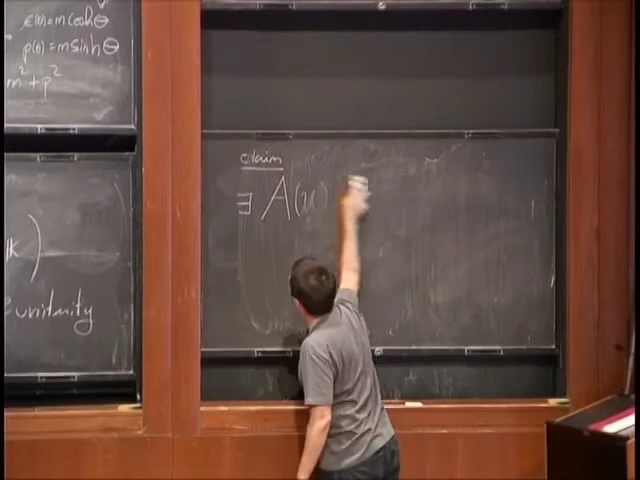 ε(θ) = m cosh θ
p(θ) = m sinh θ
m² + p²
k)
unitarity
claim
∃ A(u)